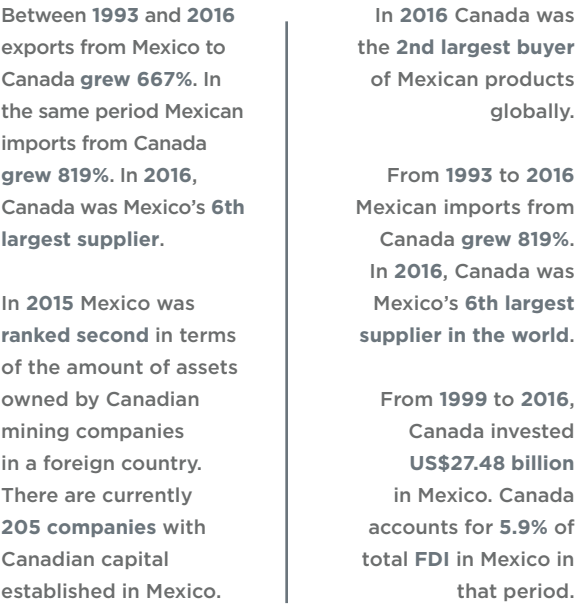 Between 1993 and 2016
exports from Mexico to
Canada grew 667%. In
the same period Mexican
imports from Canada
grew 819%. In 2016,
Canada was Mexico’s 6th
largest supplier.
In 2015 Mexico was
ranked second in terms
of the amount of assets
owned by Canadian
mining companies
in a foreign country.
There are currently
205 companies with
Canadian capital
established in Mexico.
In 2016 Canada was
the 2nd largest buyer
of Mexican products
globally.
From 1993 to 2016
Mexican imports from
Canada grew 819%.
In 2016, Canada was
Mexico’s 6th largest
supplier in the world.
From 1999 to 2016,
Canada invested
US$27.48 billion
in Mexico. Canada
accounts for 5.9% of
total FDI in Mexico in
that period.